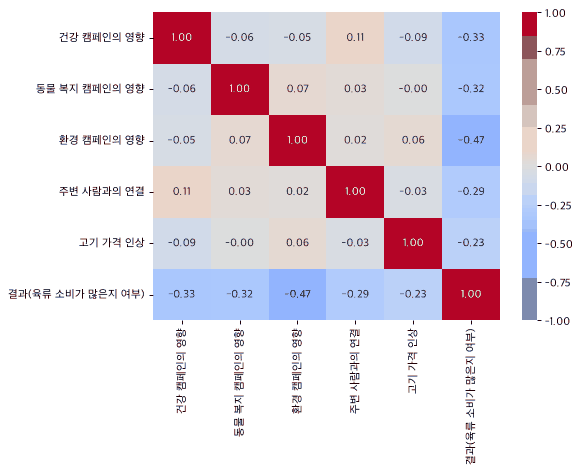 건강 캠페인의 영향 1.00 -0.06 -0.05 0.11 -0.09 -0.33
동물 복지 캠페인의 영향 -0.06 1.00 0.07 0.03 -0.00 -0.32
환경 캠페인의 영향 -0.05 0.07 1.00 0.02 0.06 -0.47
주변 사람과의 연결 0.11 0.03 0.02 1.00 -0.03 -0.29
고기 가격 인상 -0.09 -0.00 0.06 -0.03 1.00 -0.23
결과(육류 소비가 많은지 여부) -0.33 -0.32 -0.47 -0.29 -0.23 1.00
건강 캠페인의 영향
동물 복지 캠페인의 영향
환경 캠페인의 영향
주변 사람과의 연결
고기 가격 인상
결과(육류 소비가 많은지 여부)
1.00
0.75
0.50
0.25
0.00
-0.25
-0.50
-0.75
-1.00